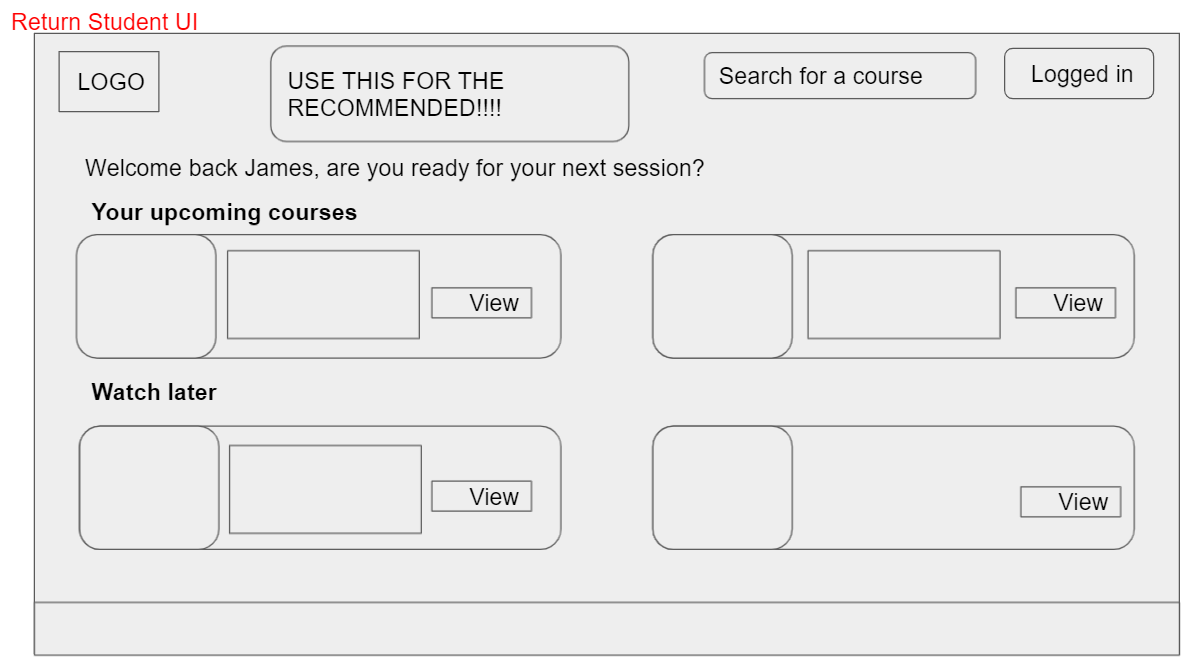 Return Student UI
LOGO
USE THIS FOR THE
RECOMMENDED!!!!
Search for a course
Logged in
Welcome back James, are you ready for your next session?
Your upcoming courses
View
View
Watch later
View
View